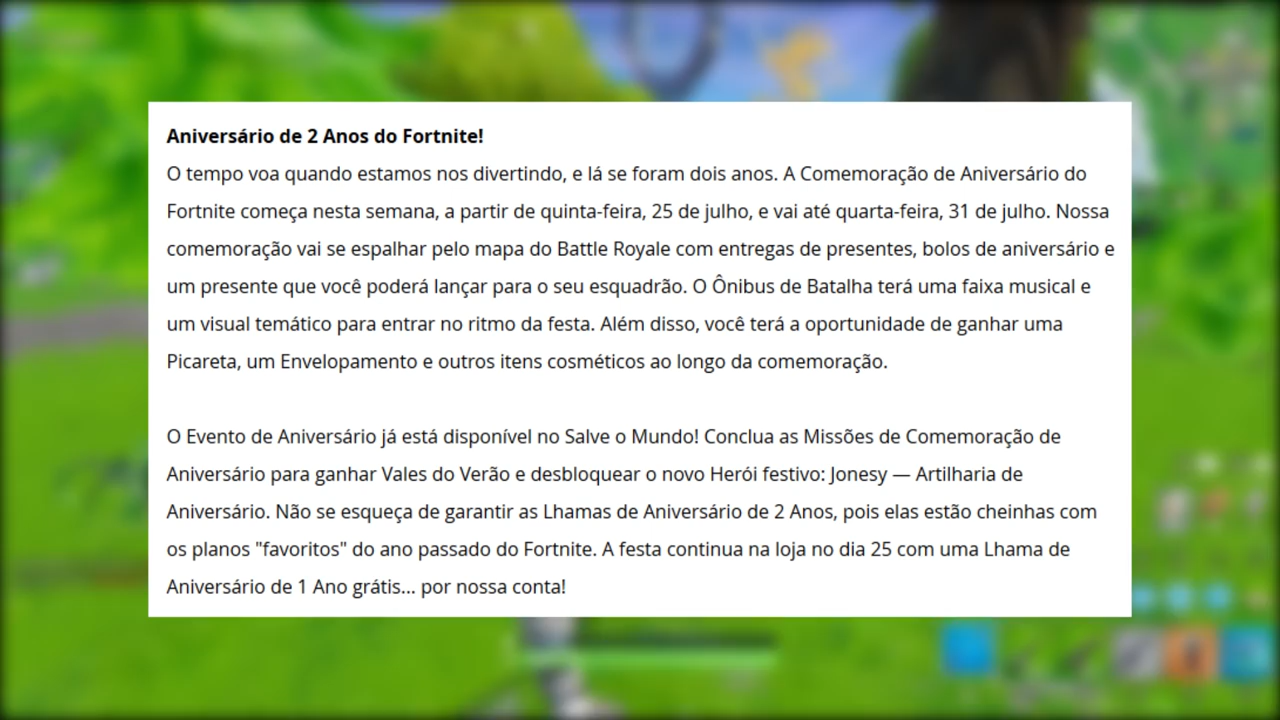 Aniversário de 2 Anos do Fortnite!
O tempo voa quando estamos nos divertindo, e lá se foram dois anos. A Comemoração de Aniversário do
Fortnite começa nesta semana, a partir de quinta-feira, 25 de julho, e vai até quarta-feira, 31 de julho. Nossa
comemoração vai se espalhar pelo mapa do Battle Royale com entregas de presentes, bolos de aniversário e
um presente que você poderá lançar para o seu esquadrão. O Ônibus de Batalha terá uma faixa musical e
um visual temático para entrar no ritmo da festa. Além disso, você terá a oportunidade de ganhar uma
Picareta, um Envelopamento e outros itens cosméticos ao longo da comemoração.
O Evento de Aniversário já está disponível no Salve o Mundo! Conclua as Missões de Comemoração de
Aniversário para ganhar Vales do Verão e desbloquear o novo Herói festivo: Jonesy — Artilharia de
Aniversário. Não se esqueça de garantir as Lhamas de Aniversário de 2 Anos, pois elas estão cheinhas com
os planos "favoritos" do ano passado do Fortnite. A festa continua na loja no dia 25 com uma Lhama de
Aniversário de 1 Ano grátis... por nossa conta!